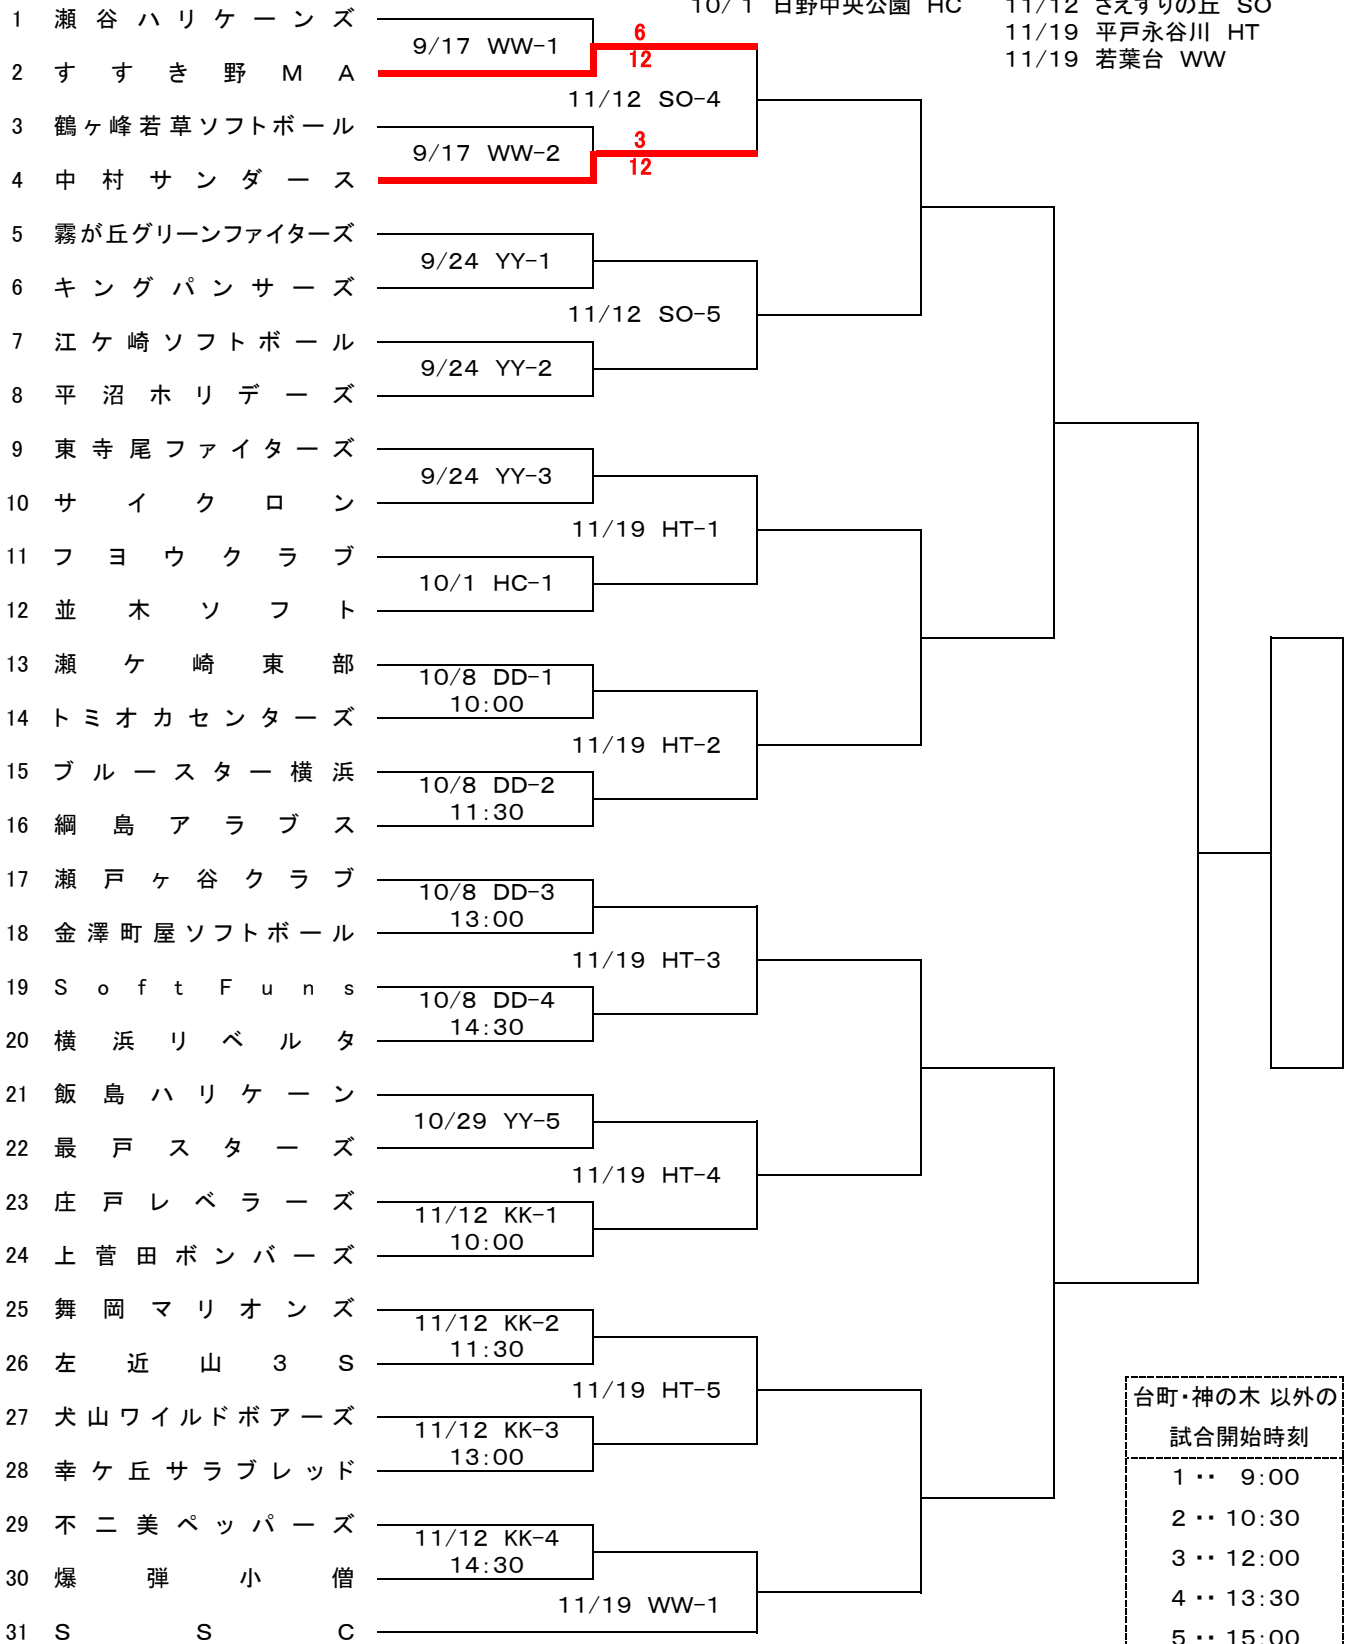 10/ 1 日野中央公園 HC 11/12 さえずりの丘 SO
11/19 平戸永谷川 HT
11/19 若葉台 WW
1 瀬谷ハリケーンズ
9/17 WW-1
6
12
2 すすき野MA
11/12 SO-4
3 鶴ヶ峰若草ソフトボール
9/17 WW-2
3
12
4 中村サンダース
5 霧が丘グリーンファイターズ
9/24 YY-1
6 キングパンサーズ
11/12 SO-5
7 江ケ崎ソフトボール
9/24 YY-2
8 平沼ホリデーズ
9 東寺尾ファイターズ
9/24 YY-3
10 サイクロン
11/19 HT-1
11 フヨウクラブ
10/1 HC-1
12 並木ソフト
13 瀬ケ崎東部
10/8 DD-1
10:00
14 トミオカセンターズ
11/19 HT-2
15 ブルースター横浜
10/8 DD-2
11:30
16 綱島アラブス
17 瀬戸ヶ谷クラブ
10/8 DD-3
13:00
18 金澤町屋ソフトボール
11/19 HT-3
19 SoftFuns
10/8 DD-4
14:30
20 横浜リベルタ
21 飯島ハリケーン
10/29 YY-5
22 最戸スターズ
11/19 HT-4
23 庄戸レベラーズ
11/12 KK-1
10:00
24 上菅田ボンバーズ
25 舞岡マリオンズ
11/12 KK-2
11:30
26 左近山3S
11/19 HT-5
27 犬山ワイルドボアーズ
11/12 KK-3
13:00
28 幸ケ丘サラブレッド
29 不二美ペッパーズ
11/12 KK-4
14:30
30 爆弾小僧
11/19 WW-1
31 SSC
台町・神の木 以外の
試合開始時刻
1 ‥ 9:00
2 ‥ 10:30
3 ‥ 12:00
4 ‥ 13:30
5 ‥ 15:00